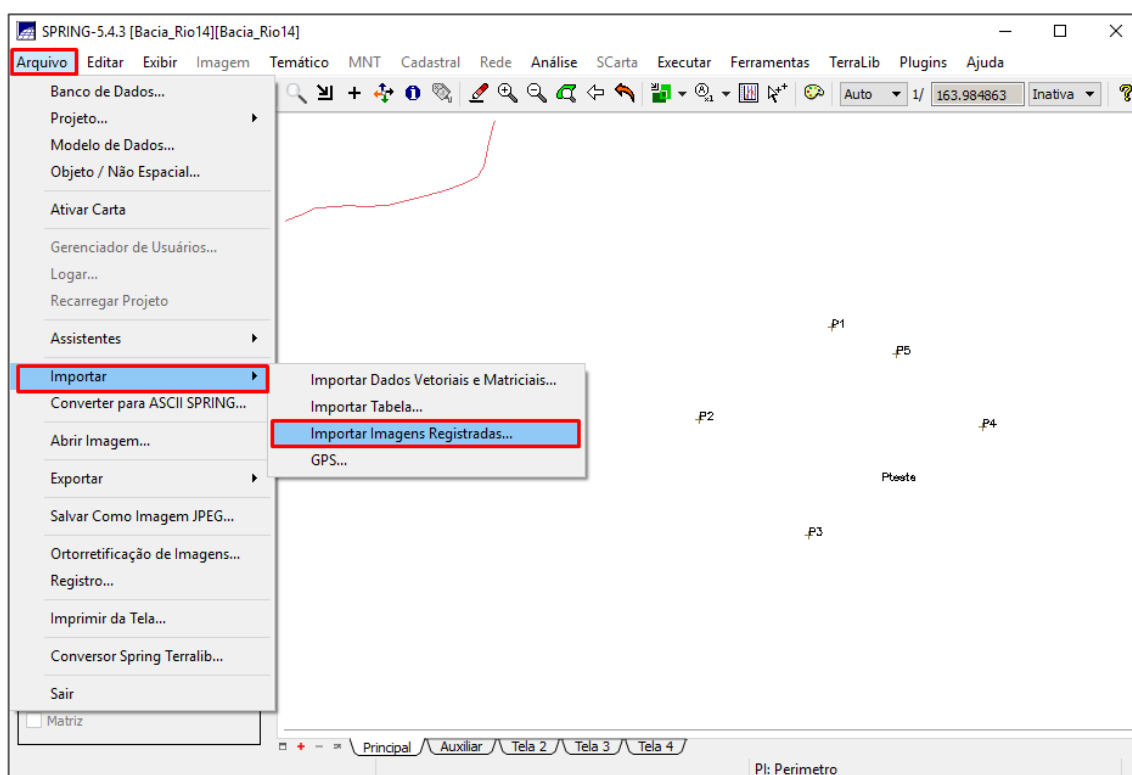 SPRING-5.4.3 [Bacia_Rio14][Bacia_Rio14]
Arquivo Editar Exibir Imagem Temático MNT Cadastral Rede Análise SCarta Executar Ferramentas TerraLib Plugins Ajuda
Auto 1/ 163.984863 Inativa
Banco de Dados...
Projeto...
Modelo de Dados...
Objeto / Não Espacial...
Ativar Carta
Gerenciador de Usuários...
Logar...
Recarregar Projeto
Assistentes
Importar
Converter para ASCII SPRING...
Abrir Imagem...
Exportar
Salvar Como Imagem JPEG...
Ortorretificação de Imagens...
Registro...
Imprimir da Tela...
Conversor Spring Terralib...
Sair
Importar Dados Vetoriais e Matriciais...
Importar Tabela...
Importar Imagens Registradas...
GPS...
P1
P5
P2
P4
Pteste
P3
Matriz
Principal Auxiliar Tela 2 Tela 3 Tela 4
PI: Perimetro